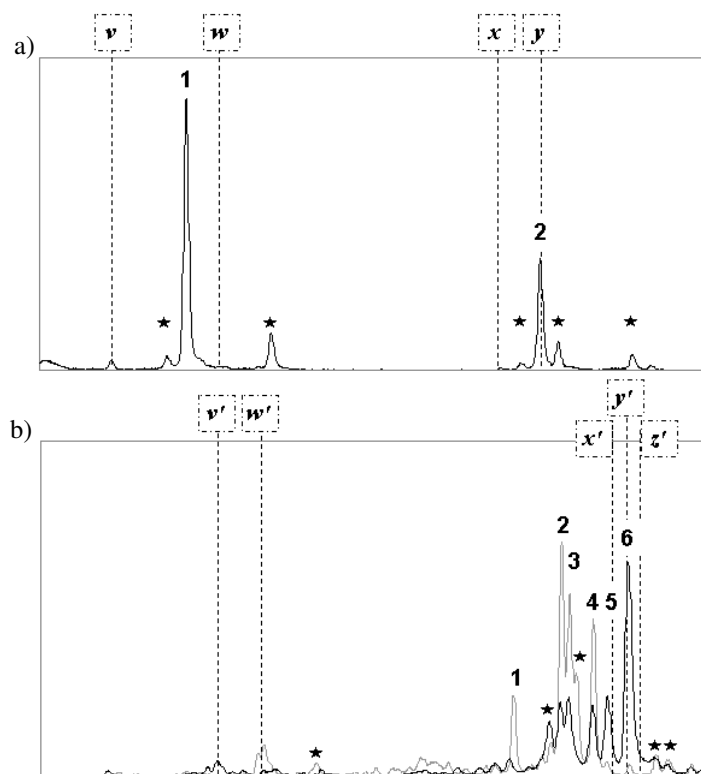 a)
v w x y
1
2
★ ★ ★ ★ ★
b)
v' w' x' y' z'
2
3
6
4 5
1
★ ★ ★ ★★